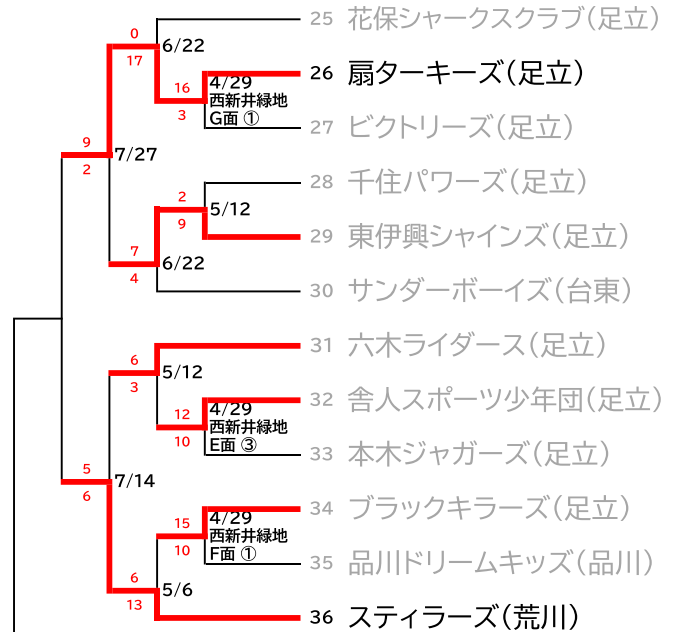 25 花保シャークスクラブ(足立)
0
6/22
17
26 扇ターキーズ(足立)
16
4/29
西新井緑地
3
G面 ①
27 ビクトリーズ(足立)
9
7/27
2
28 千住パワーズ(足立)
2
5/12
9
29 東伊興シャインズ(足立)
7
6/22
4
30 サンダーボーイズ(台東)
31 六木ライダース(足立)
6
5/12
3
32 舎人スポーツ少年団(足立)
12
4/29
西新井緑地
10
E面 ③
33 本木ジャガーズ(足立)
5
7/14
6
34 ブラックキラーズ(足立)
15
4/29
西新井緑地
10
F面 ①
35 品川ドリームキッズ(品川)
6
5/6
13
36 スティラーズ(荒川)